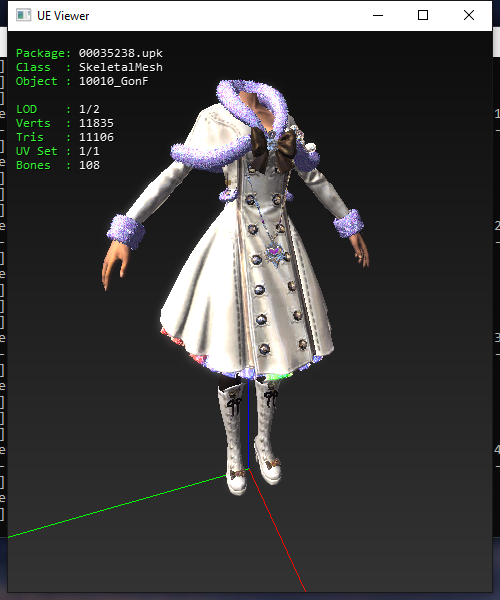 UE Viewer
Package: 00035238.upk
Class  : SkeletalMesh
Object : 10010_GonF
LOD    : 1/2
Verts  : 11835
Tris   : 11106
UV Set : 1/1
Bones  : 108